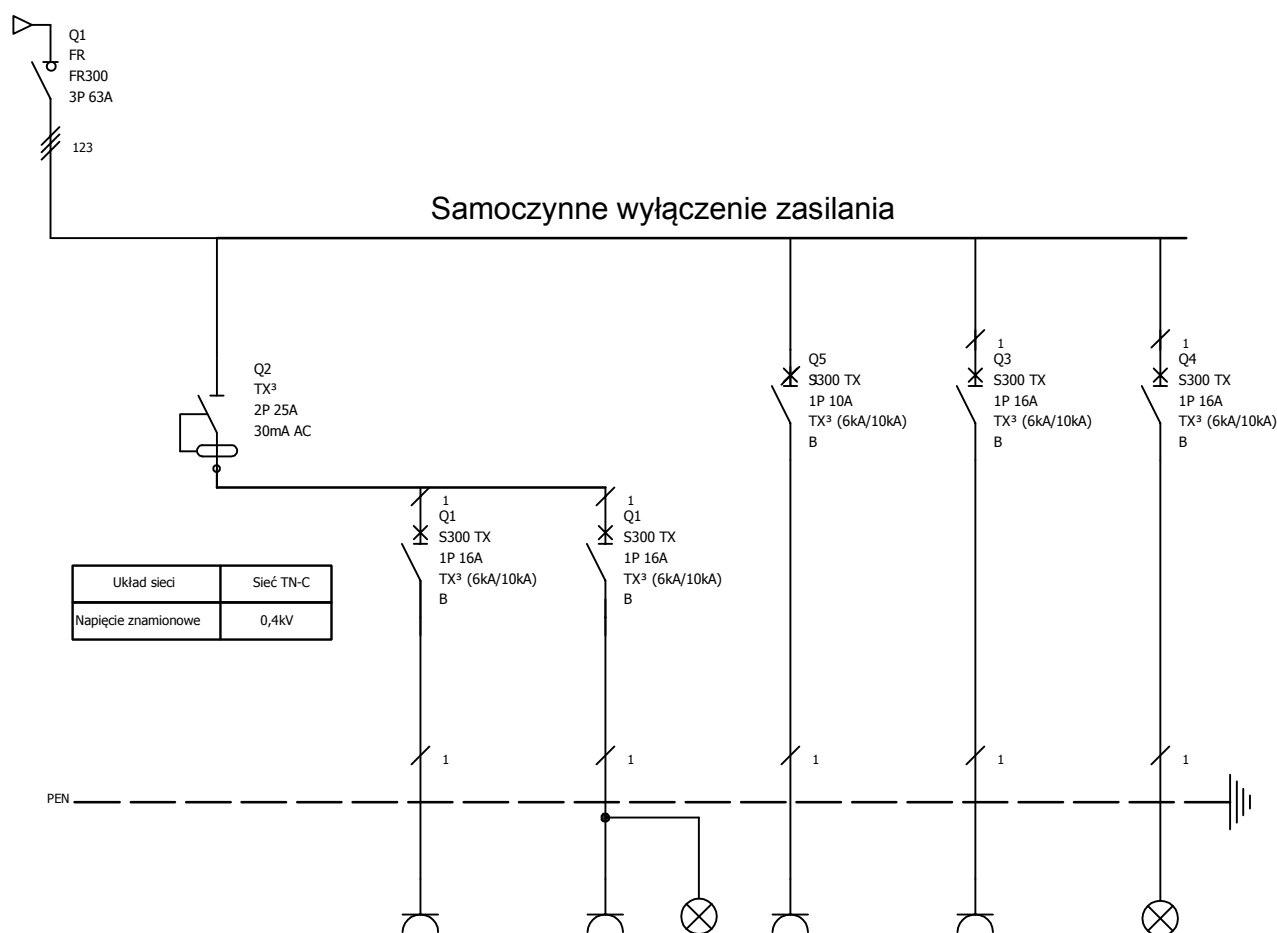 Q1
FR
FR300
3P 63A
123
Samoczynne wyłączenie zasilania
Q2
TX³
2P 25A
30mA AC
1
Q1
S300 TX
1P 16A
TX³ (6kA/10kA)
B
1
Q1
S300 TX
1P 16A
TX³ (6kA/10kA)
B
Q5
S300 TX
1
1P 10A
TX³ (6kA/10kA)
B
1
Q3
S300 TX
1P 16A
TX³ (6kA/10kA)
B
1
Q4
S300 TX
1P 16A
TX³ (6kA/10kA)
B
Układ sieci Sieć TN-C
Napięcie znamionowe 0,4kV
1 1 1 1 1
PEN